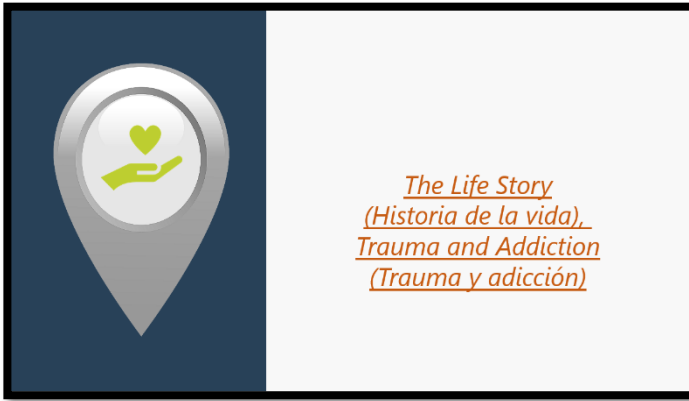 The Life Story
(Historia de la vida),
Trauma and Addiction
(Trauma y adicción)